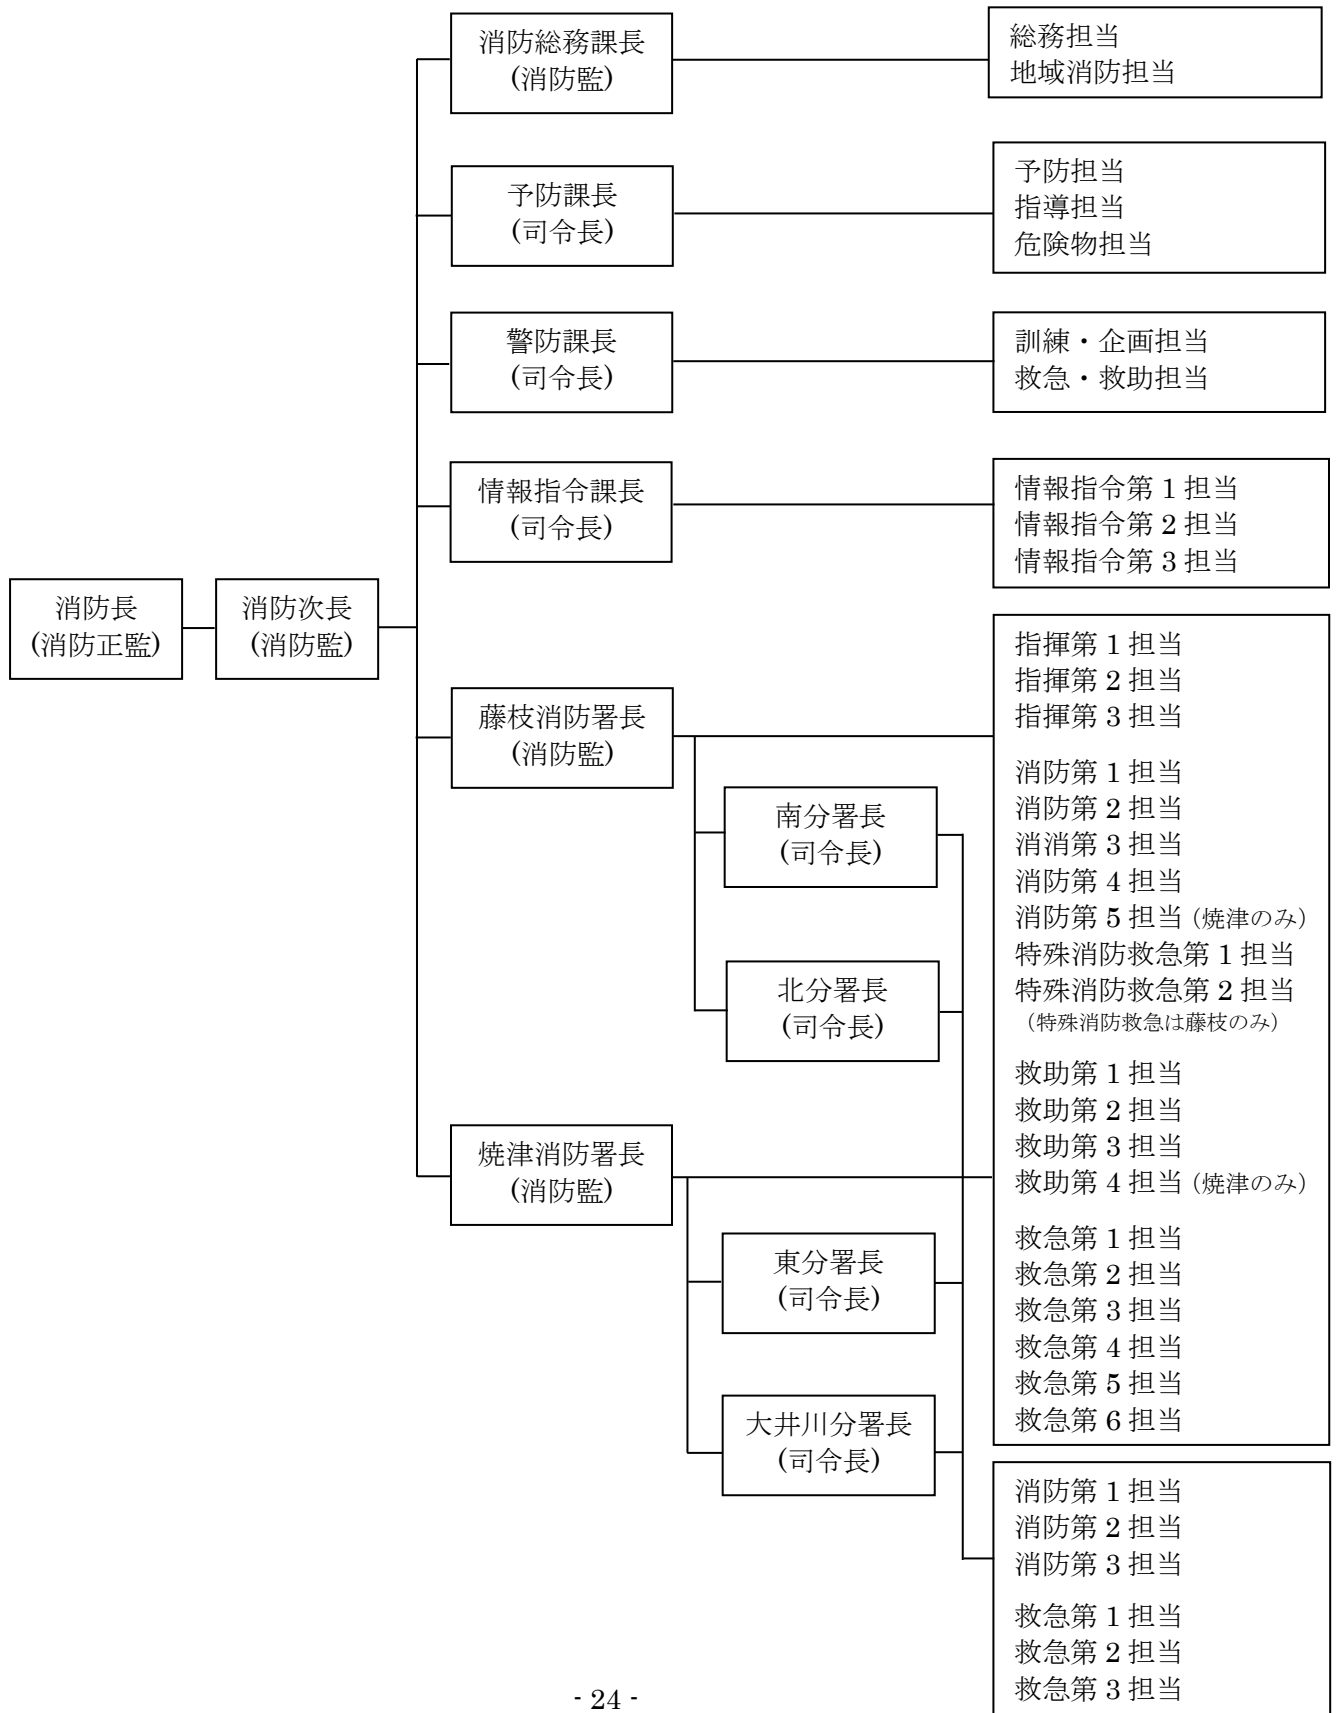 消防総務課長
(消防監)
総務担当
地域消防担当
予防課長
(司令長)
予防担当
指導担当
危険物担当
警防課長
(司令長)
訓練・企画担当
救急・救助担当
情報指令課長
(司令長)
情報指令第 1 担当
情報指令第 2 担当
情報指令第 3 担当
消防長
(消防正監)
消防次長
(消防監)
藤枝消防署長
(消防監)
南分署長
(司令長)
北分署長
(司令長)
焼津消防署長
(消防監)
東分署長
(司令長)
大井川分署長
(司令長)
指揮第 1 担当
指揮第 2 担当
指揮第 3 担当
消防第 1 担当
消防第 2 担当
消消第 3 担当
消防第 4 担当
消防第 5 担当（焼津のみ）
特殊消防救急第 1 担当
特殊消防救急第 2 担当
（特殊消防救急は藤枝のみ）
救助第 1 担当
救助第 2 担当
救助第 3 担当
救助第 4 担当（焼津のみ）
救急第 1 担当
救急第 2 担当
救急第 3 担当
救急第 4 担当
救急第 5 担当
救急第 6 担当
消防第 1 担当
消防第 2 担当
消防第 3 担当
救急第 1 担当
救急第 2 担当
救急第 3 担当
- 24 -